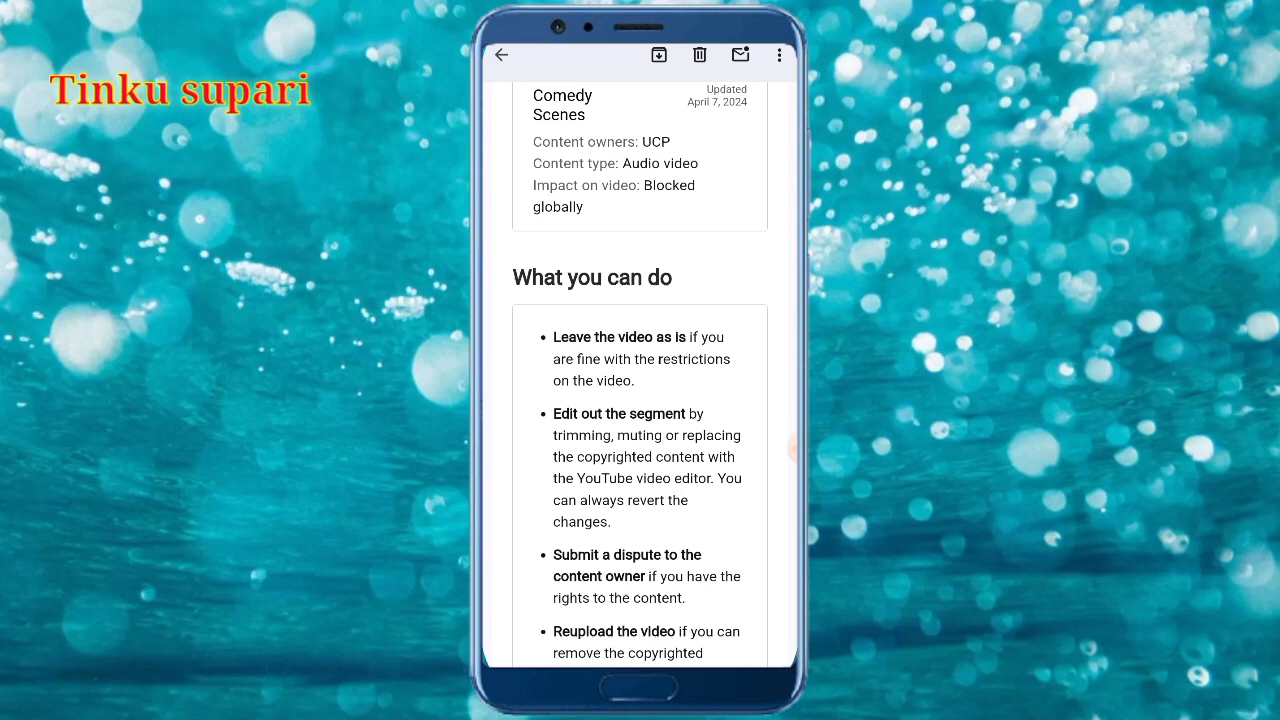 Tinku supari
Comedy
Scenes
Updated
April 7, 2024
Content owners: UCP
Content type: Audio video
Impact on video: Blocked
globally
What you can do
• Leave the video as is if you
are fine with the restrictions
on the video.
• Edit out the segment by
trimming, muting or replacing
the copyrighted content with
the YouTube video editor. You
can always revert the
changes.
• Submit a dispute to the
content owner if you have the
rights to the content.
• Reupload the video if you can
remove the copyrighted